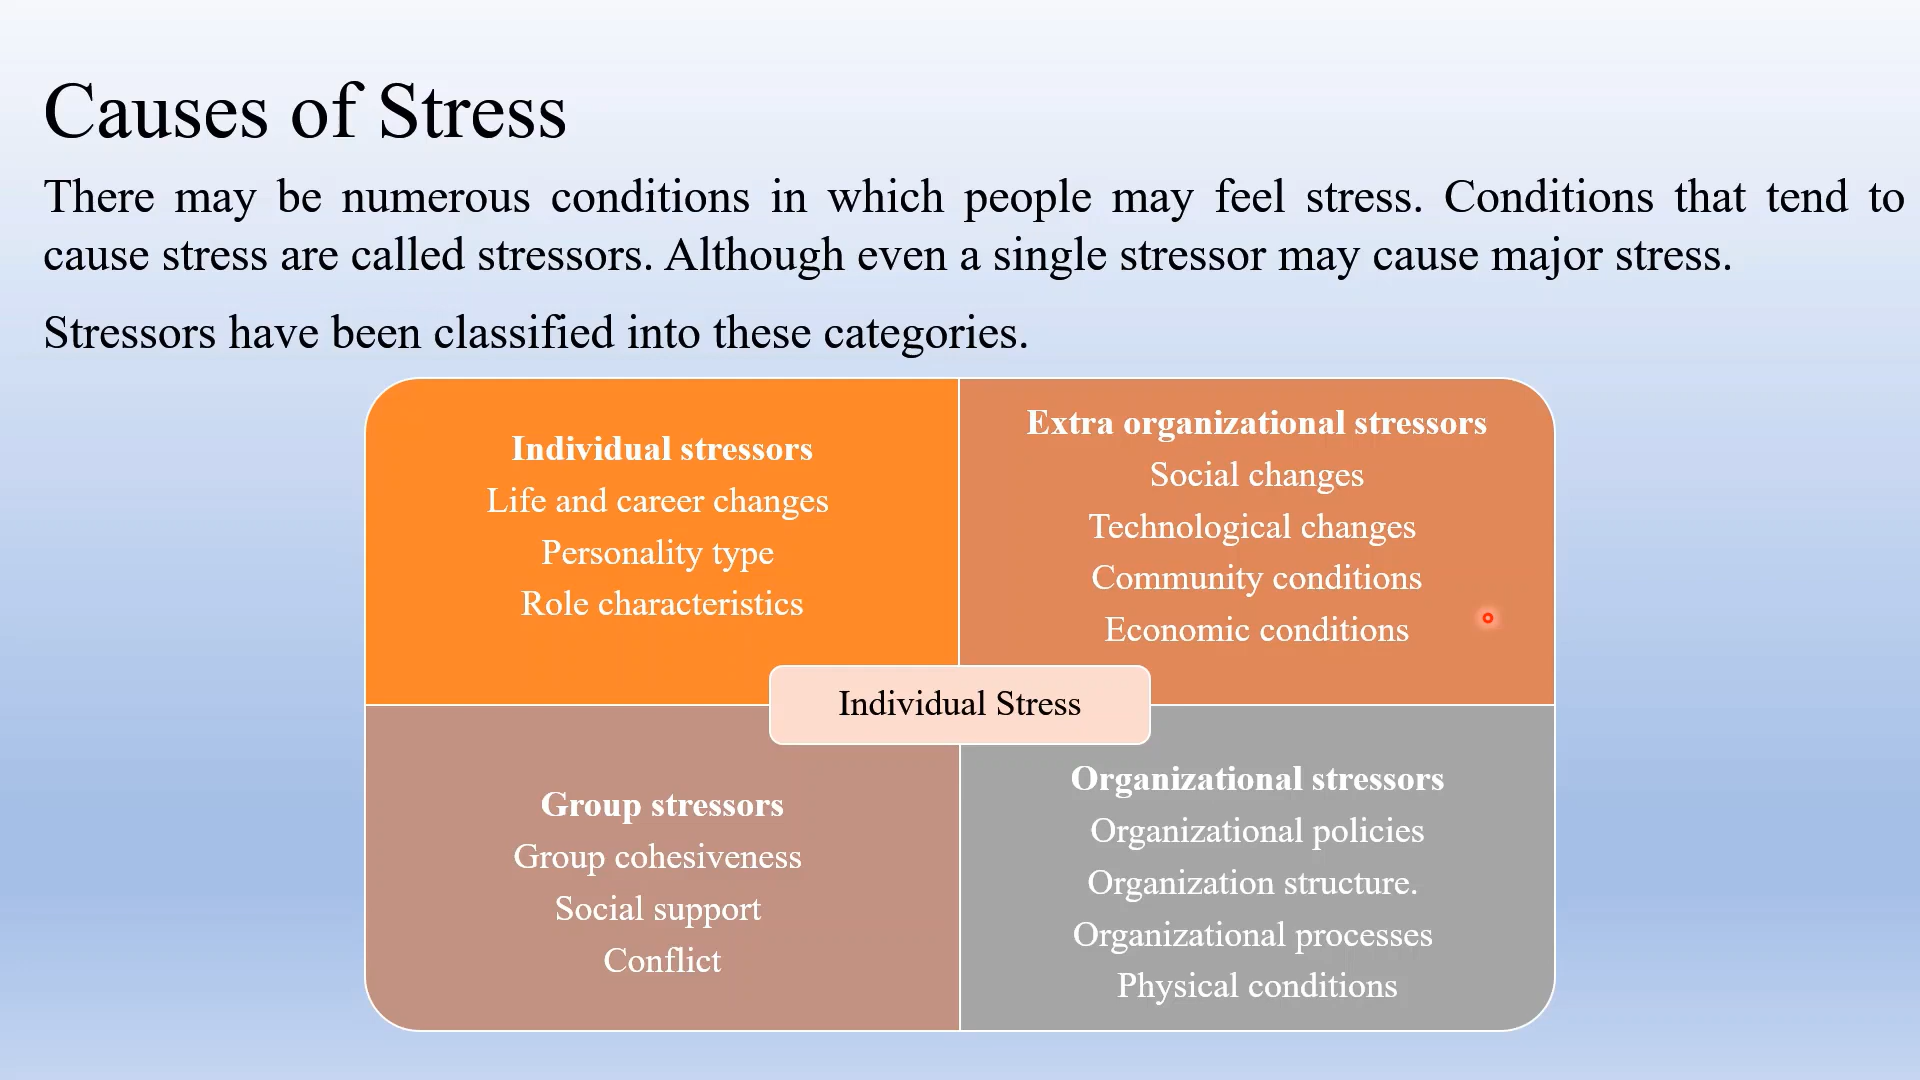 Causes of Stress
There may be numerous conditions in which people may feel stress. Conditions that tend to
cause stress are called stressors. Although even a single stressor may cause major stress.
Stressors have been classified into these categories.
Individual stressors
Life and career changes
Personality type
Role characteristics
Extra organizational stressors
Social changes
Technological changes
Community conditions
Economic conditions
Individual Stress
Group stressors
Group cohesiveness
Social support
Conflict
Organizational stressors
Organizational policies
Organization structure.
Organizational processes
Physical conditions